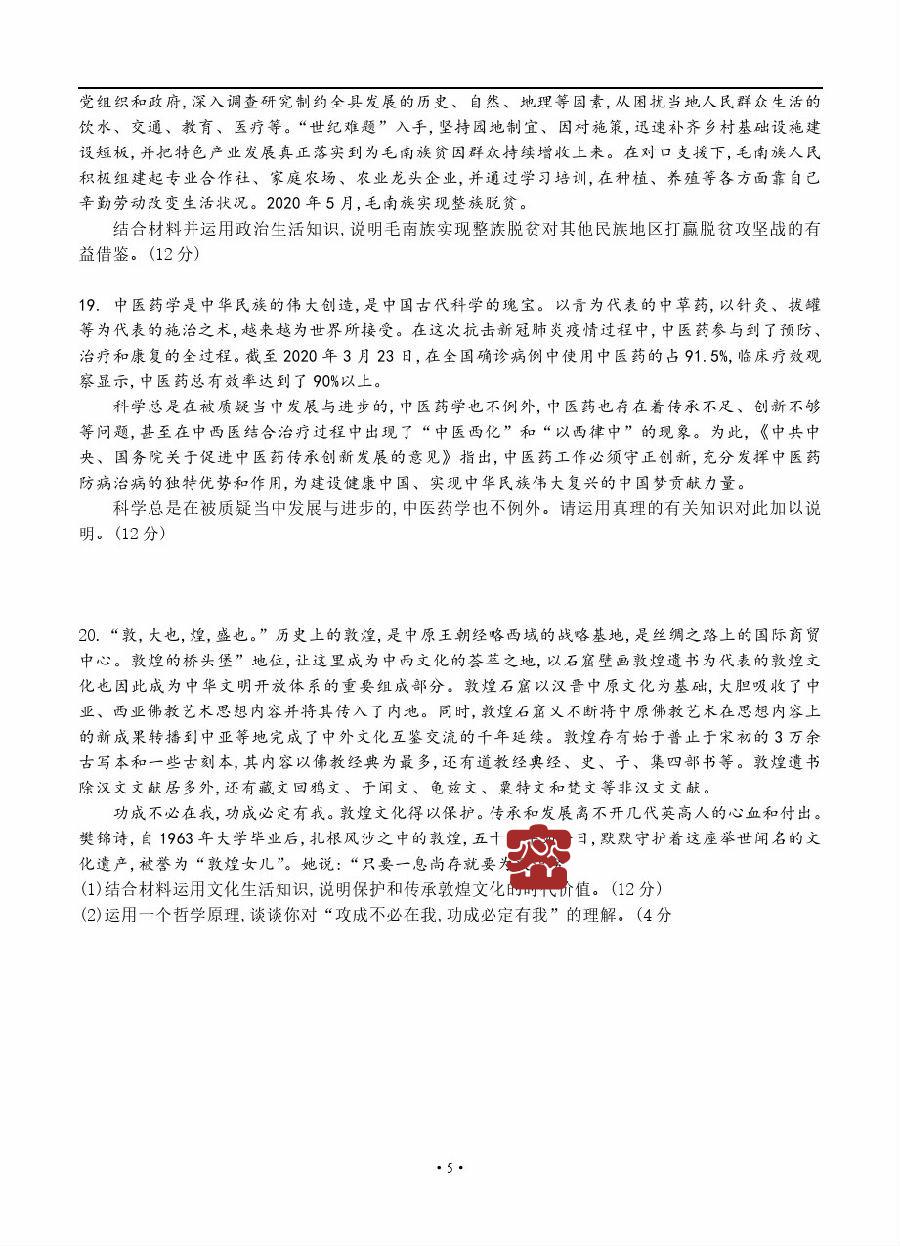 党组织和政府,深入调查研究制约全县发展的历史、自然、地理等因素,从困扰当地人民群众生活的
饮水、交通、教育、医疗等。“世纪难题”入手,坚持因地制宜、因对施策,迅速补齐乡村基础设施建
设短板,并把特色产业发展真正落实到为毛南族贫困群众持续增收上来。在对口支援下,毛南族人民
积极组建起专业合作社、家庭农场、农业龙头企业,并通过学习培训,在种植、养殖等各方面靠自己
辛勤劳动改变生活状况。2020年5月,毛南族实现整族脱贫。
结合材料并运用政治生活知识,说明毛南族实现整族脱贫对其他民族地区打赢脱贫攻坚战的有
益借鉴。(12分)
19. 中医药学是中华民族的伟大创造,是中国古代科学的瑰宝。以青为代表的中草药,以针灸、拔罐
等为代表的施治之术,越来越为世界所接受。在这次抗击新冠肺炎疫情过程中,中医药参与到了预防、
治疗和康复的全过程。截至2020年3月23日,在全国确诊病例中使用中医药的占91.5%,临床疗效观
察显示,中医药总有效率达到了90%以上。
科学总是在被质疑当中发展与进步的,中医药学也不例外,中医药也存在着传承不足、创新不够
等问题,甚至在中西医结合治疗过程中出现了“中医西化”和“以西律中”的现象。为此,《中共中
央、国务院关于促进中医药传承创新发展的意见》指出,中医药工作必须守正创新,充分发挥中医药
防病治病的独特优势和作用,为建设健康中国、实现中华民族伟大复兴的中国梦贡献力量。
科学总是在被质疑当中发展与进步的,中医药学也不例外。请运用真理的有关知识对此加以说
明。(12分)
20.“敦,大也,煌,盛也。”历史上的敦煌,是中原王朝经略西域的战略基地,是丝绸之路上的国际商贸
中心。敦煌的桥头堡”地位,让这里成为中西文化的荟萃之地,以石窟壁画敦煌遗书为代表的敦煌文
化也因此成为中华文明开放体系的重要组成部分。敦煌石窟以汉晋中原文化为基础,大胆吸收了中
亚、西亚佛教艺术思想内容并将其传入了内地。同时,敦煌石窟又不断将中原佛教艺术在思想内容上
的新成果转播到中亚等地完成了中外文化互鉴交流的千年延续。敦煌存有始于普止于宋初的3万余
古写本和一些古刻本,其内容以佛教经典为最多,还有道教经典经、史、子、集四部书等。敦煌遗书
除汉文文献居多外,还有藏文回鹘文、于闻文、龟兹文、粟特文和梵文等非汉文文献。
功成不必在我,功成必定有我。敦煌文化得以保护。传承和发展离不开几代英高人的心血和付出。
樊锦诗,自1963年大学毕业后,扎根风沙之中的敦煌,五十 日,默默守护着这座举世闻名的文
化遗产,被誉为“敦煌女儿”。她说:“只要一息尚存就要为
(1)结合材料运用文化生活知识,说明保护和传承敦煌文化的时代价值。(12分)
(2)运用一个哲学原理,谈谈你对“攻成不必在我,功成必定有我”的理解。(4分
·5·